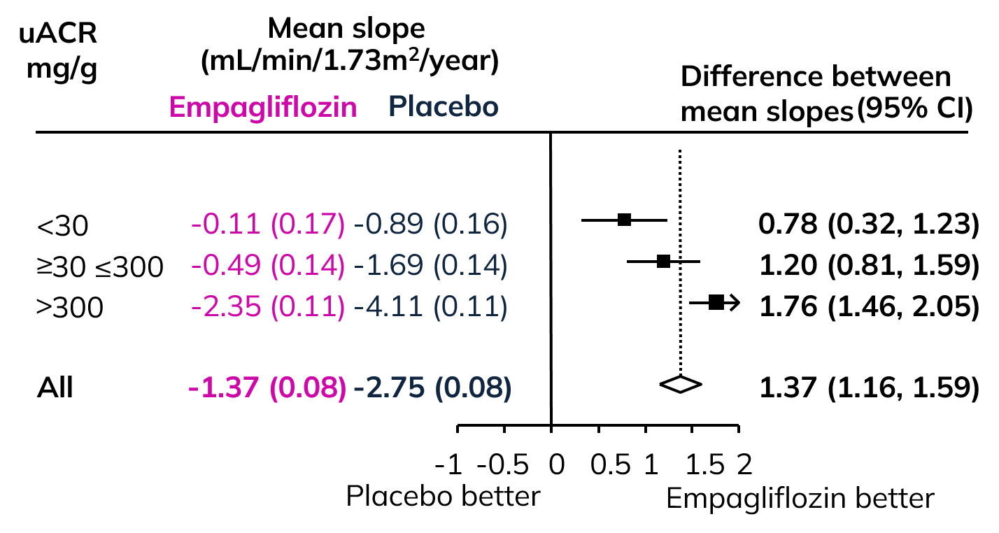 uACR
mg/g
Mean slope
(mL/min/1.73m²/year)
Empagliflozin Placebo
Difference between
mean slopes (95% CI)
<30 -0.11 (0.17) -0.89 (0.16) 0.78 (0.32, 1.23)
≥30 ≤300 -0.49 (0.14) -1.69 (0.14) 1.20 (0.81, 1.59)
>300 -2.35 (0.11) -4.11 (0.11) 1.76 (1.46, 2.05)
All -1.37 (0.08) -2.75 (0.08) 1.37 (1.16, 1.59)
-1 -0.5 0 0.5 1 1.5 2
Placebo better Empagliflozin better